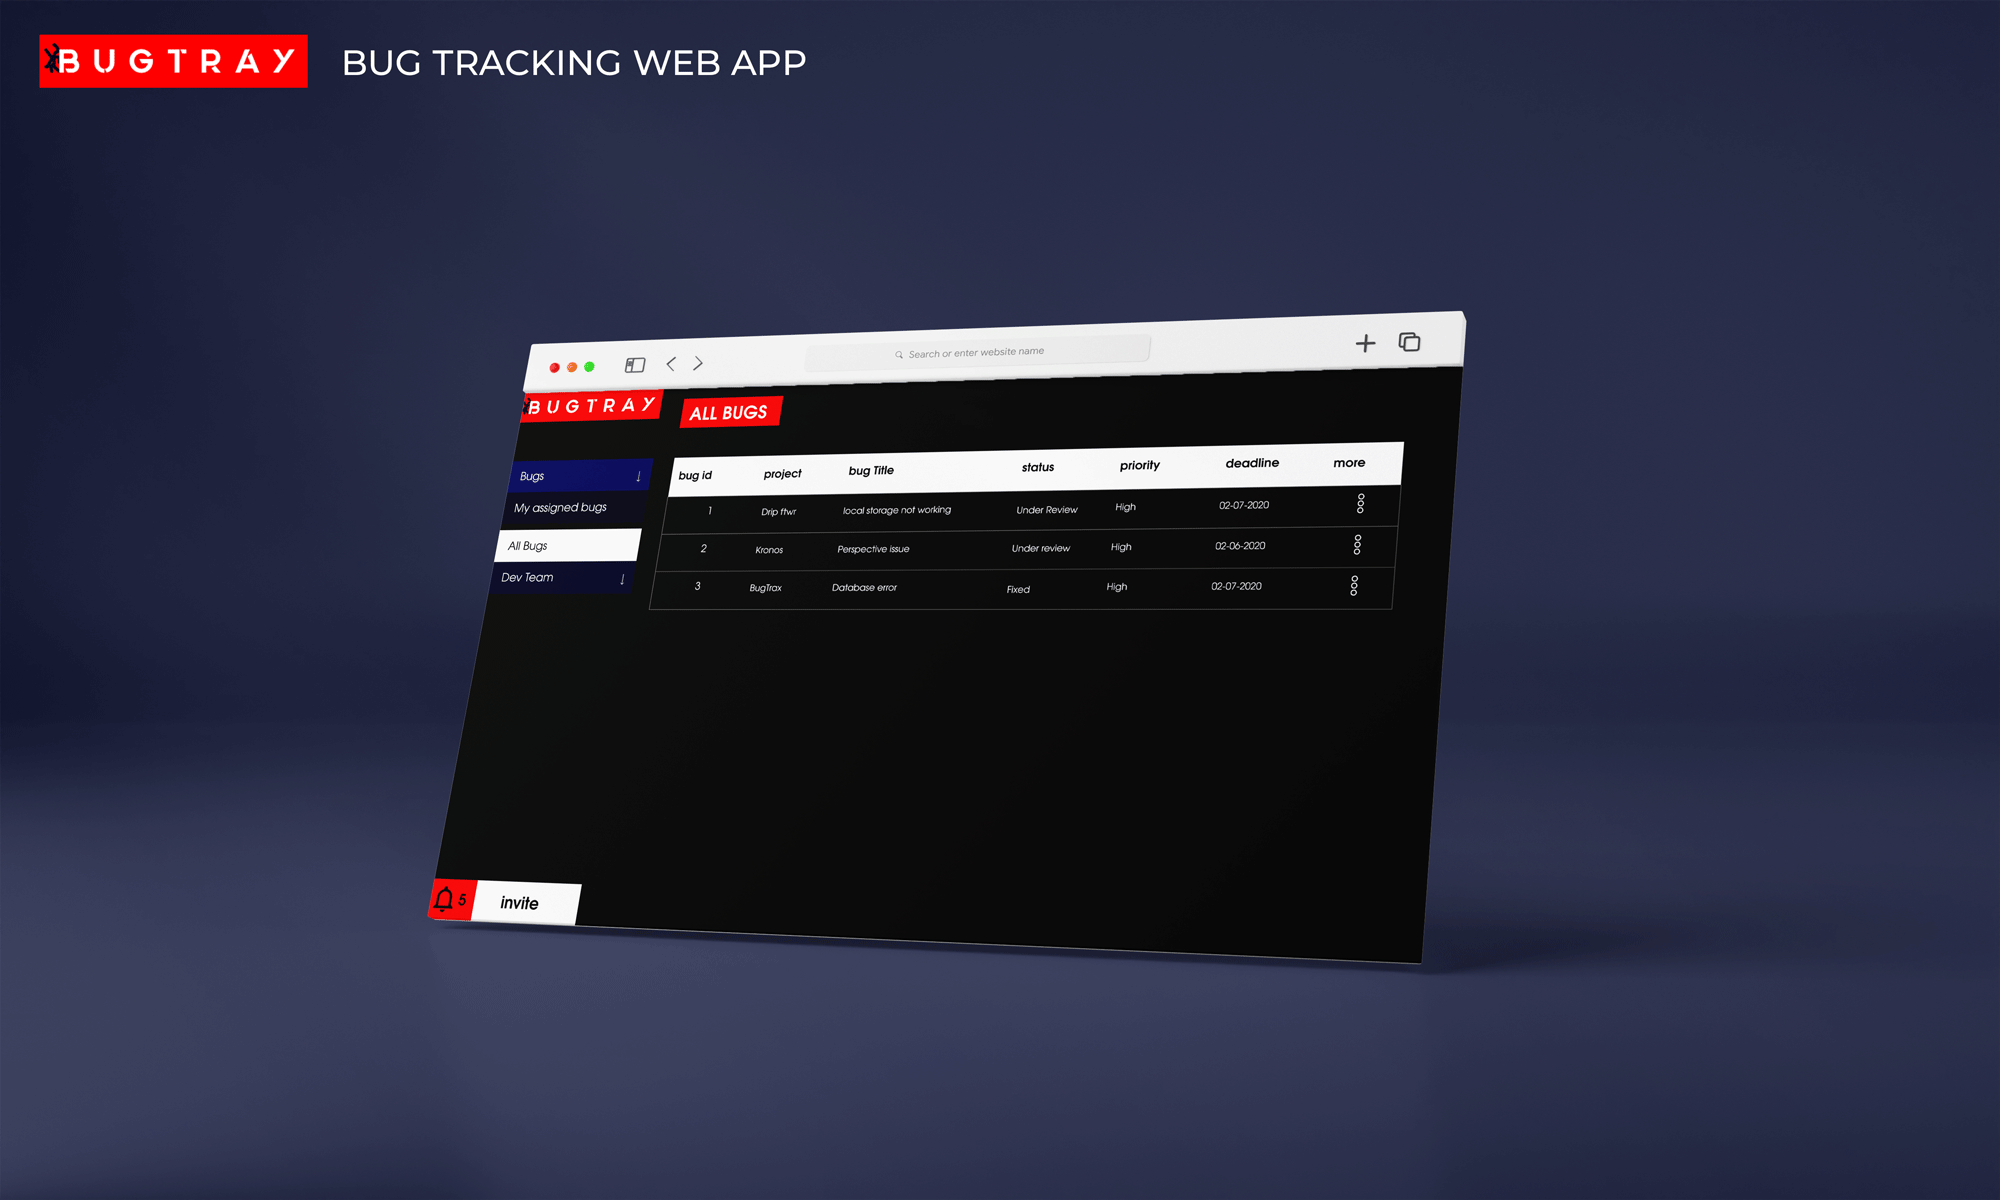 BUGTRAY BUG TRACKING WEB APP
Search or enter website name
BUGTRAY
ALL BUGS
Bugs ↓
My assigned bugs
All Bugs
Dev Team ↓
bug id project bug Title status priority deadline more
1 Drip ftwr local storage not working Under Review High 02-07-2020
2 Kronos Perspective issue Under review High 02-06-2020
3 BugTrax Database error Fixed High 02-07-2020
5 invite